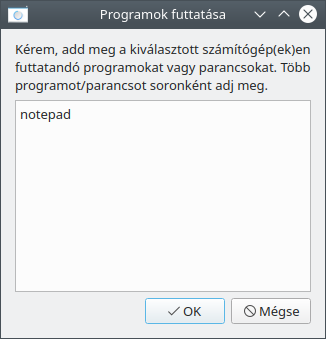 Programok futtatása
Kérem, add meg a kiválasztott számítógép(ek)en
futtatandó programokat vagy parancsokat. Több
programot/parancsot soronként adj meg.
notepad
OK
Mégse